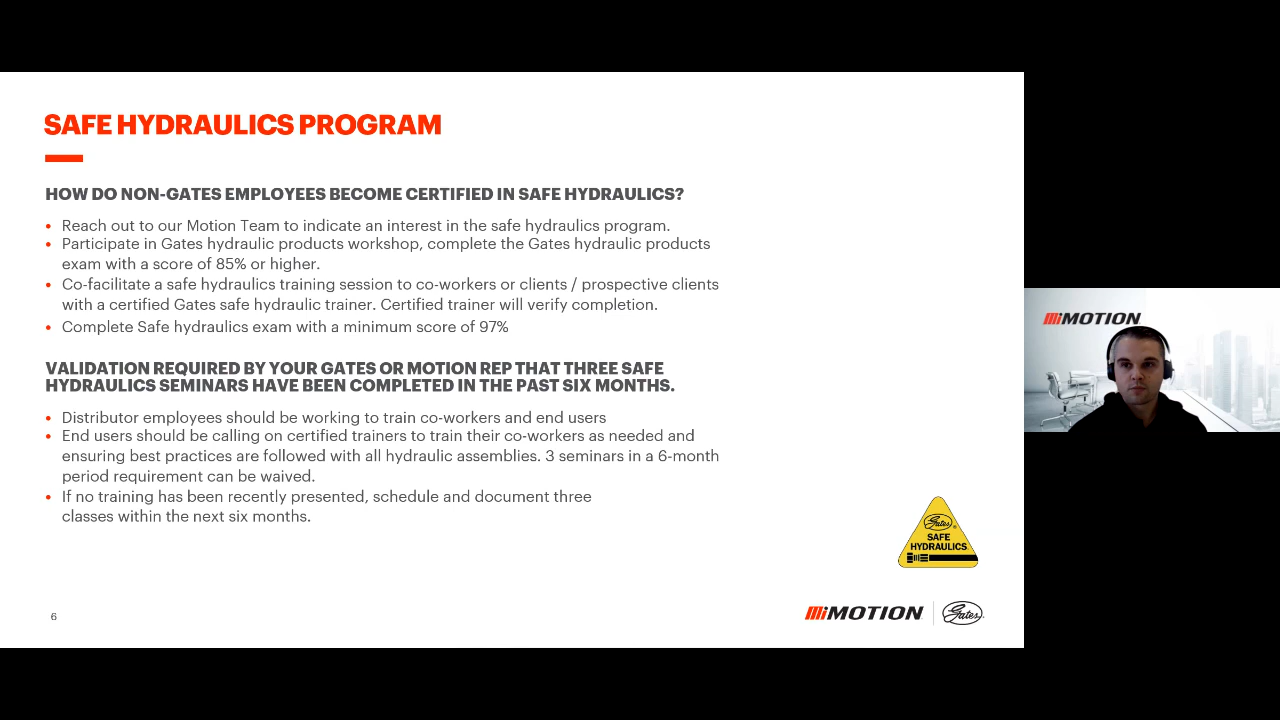 SAFE HYDRAULICS PROGRAM
HOW DO NON-GATES EMPLOYEES BECOME CERTIFIED IN SAFE HYDRAULICS?
• Reach out to our Motion Team to indicate an interest in the safe hydraulics program.
• Participate in Gates hydraulic products workshop, complete the Gates hydraulic products
exam with a score of 85% or higher.
• Co-facilitate a safe hydraulics training session to co-workers or clients / prospective clients
with a certified Gates safe hydraulic trainer. Certified trainer will verify completion.
• Complete Safe hydraulics exam with a minimum score of 97%
VALIDATION REQUIRED BY YOUR GATES OR MOTION REP THAT THREE SAFE
HYDRAULICS SEMINARS HAVE BEEN COMPLETED IN THE PAST SIX MONTHS.
• Distributor employees should be working to train co-workers and end users
• End users should be calling on certified trainers to train their co-workers as needed and
ensuring best practices are followed with all hydraulic assemblies. 3 seminars in a 6-month
period requirement can be waived.
• If no training has been recently presented, schedule and document three
classes within the next six months.
Gates®
SAFE
HYDRAULICS
6
MOTION
Gates
MOTION